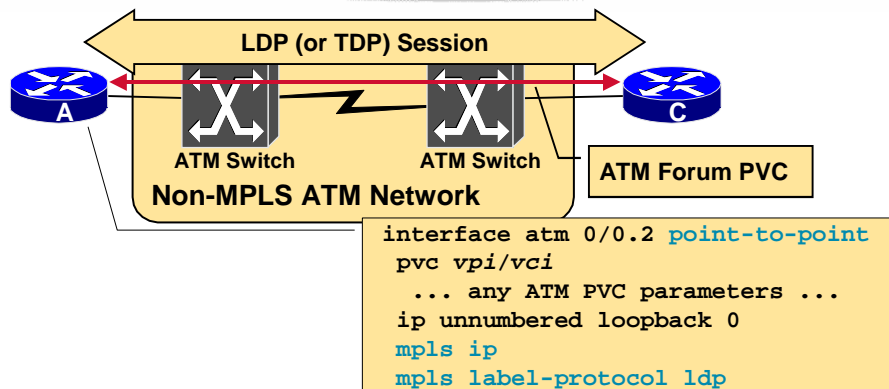 LDP (or TDP) Session
A
C
ATM Switch
ATM Switch
ATM Forum PVC
Non-MPLS ATM Network
interface atm 0/0.2 point-to-point
pvc vpi/vci
... any ATM PVC parameters ...
ip unnumbered loopback 0
mpls ip
mpls label-protocol ldp